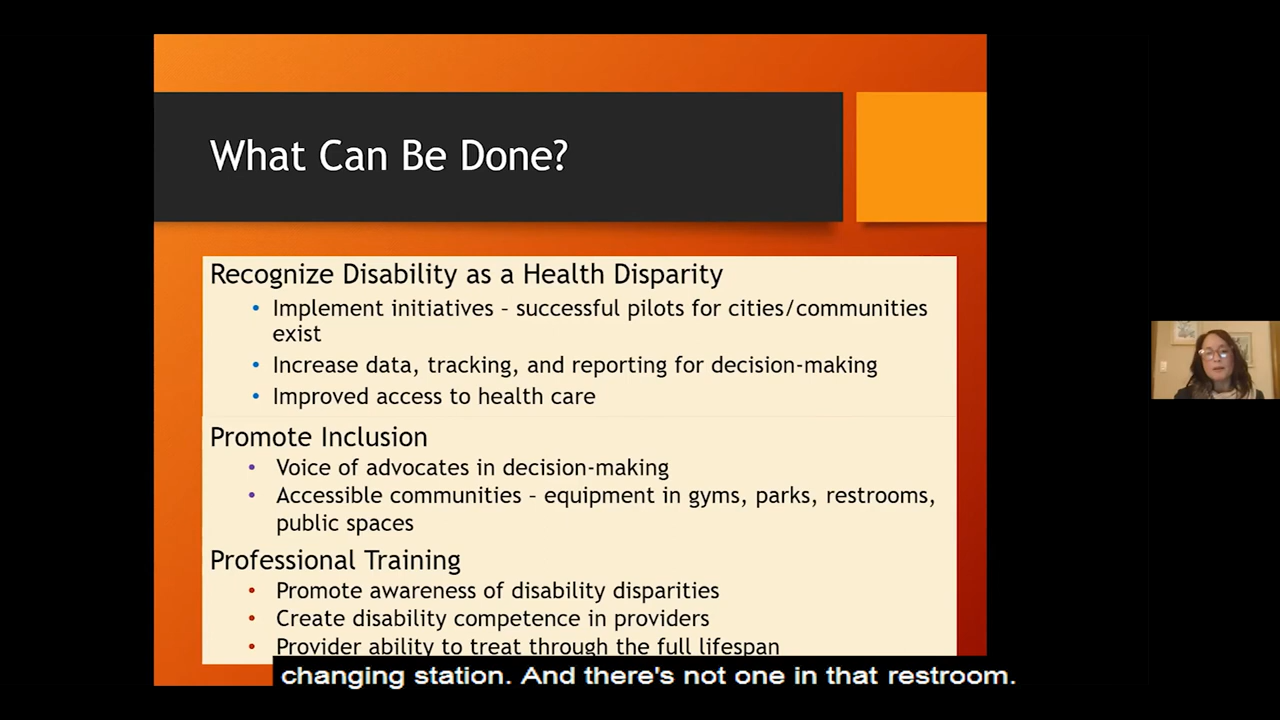 What Can Be Done?
Recognize Disability as a Health Disparity
• Implement initiatives – successful pilots for cities/communities
exist
• Increase data, tracking, and reporting for decision-making
• Improved access to health care
Promote Inclusion
• Voice of advocates in decision-making
• Accessible communities – equipment in gyms, parks, restrooms,
public spaces
Professional Training
• Promote awareness of disability disparities
• Create disability competence in providers
• Provider ability to treat through the full lifespan
changing station. And there's not one in that restroom.